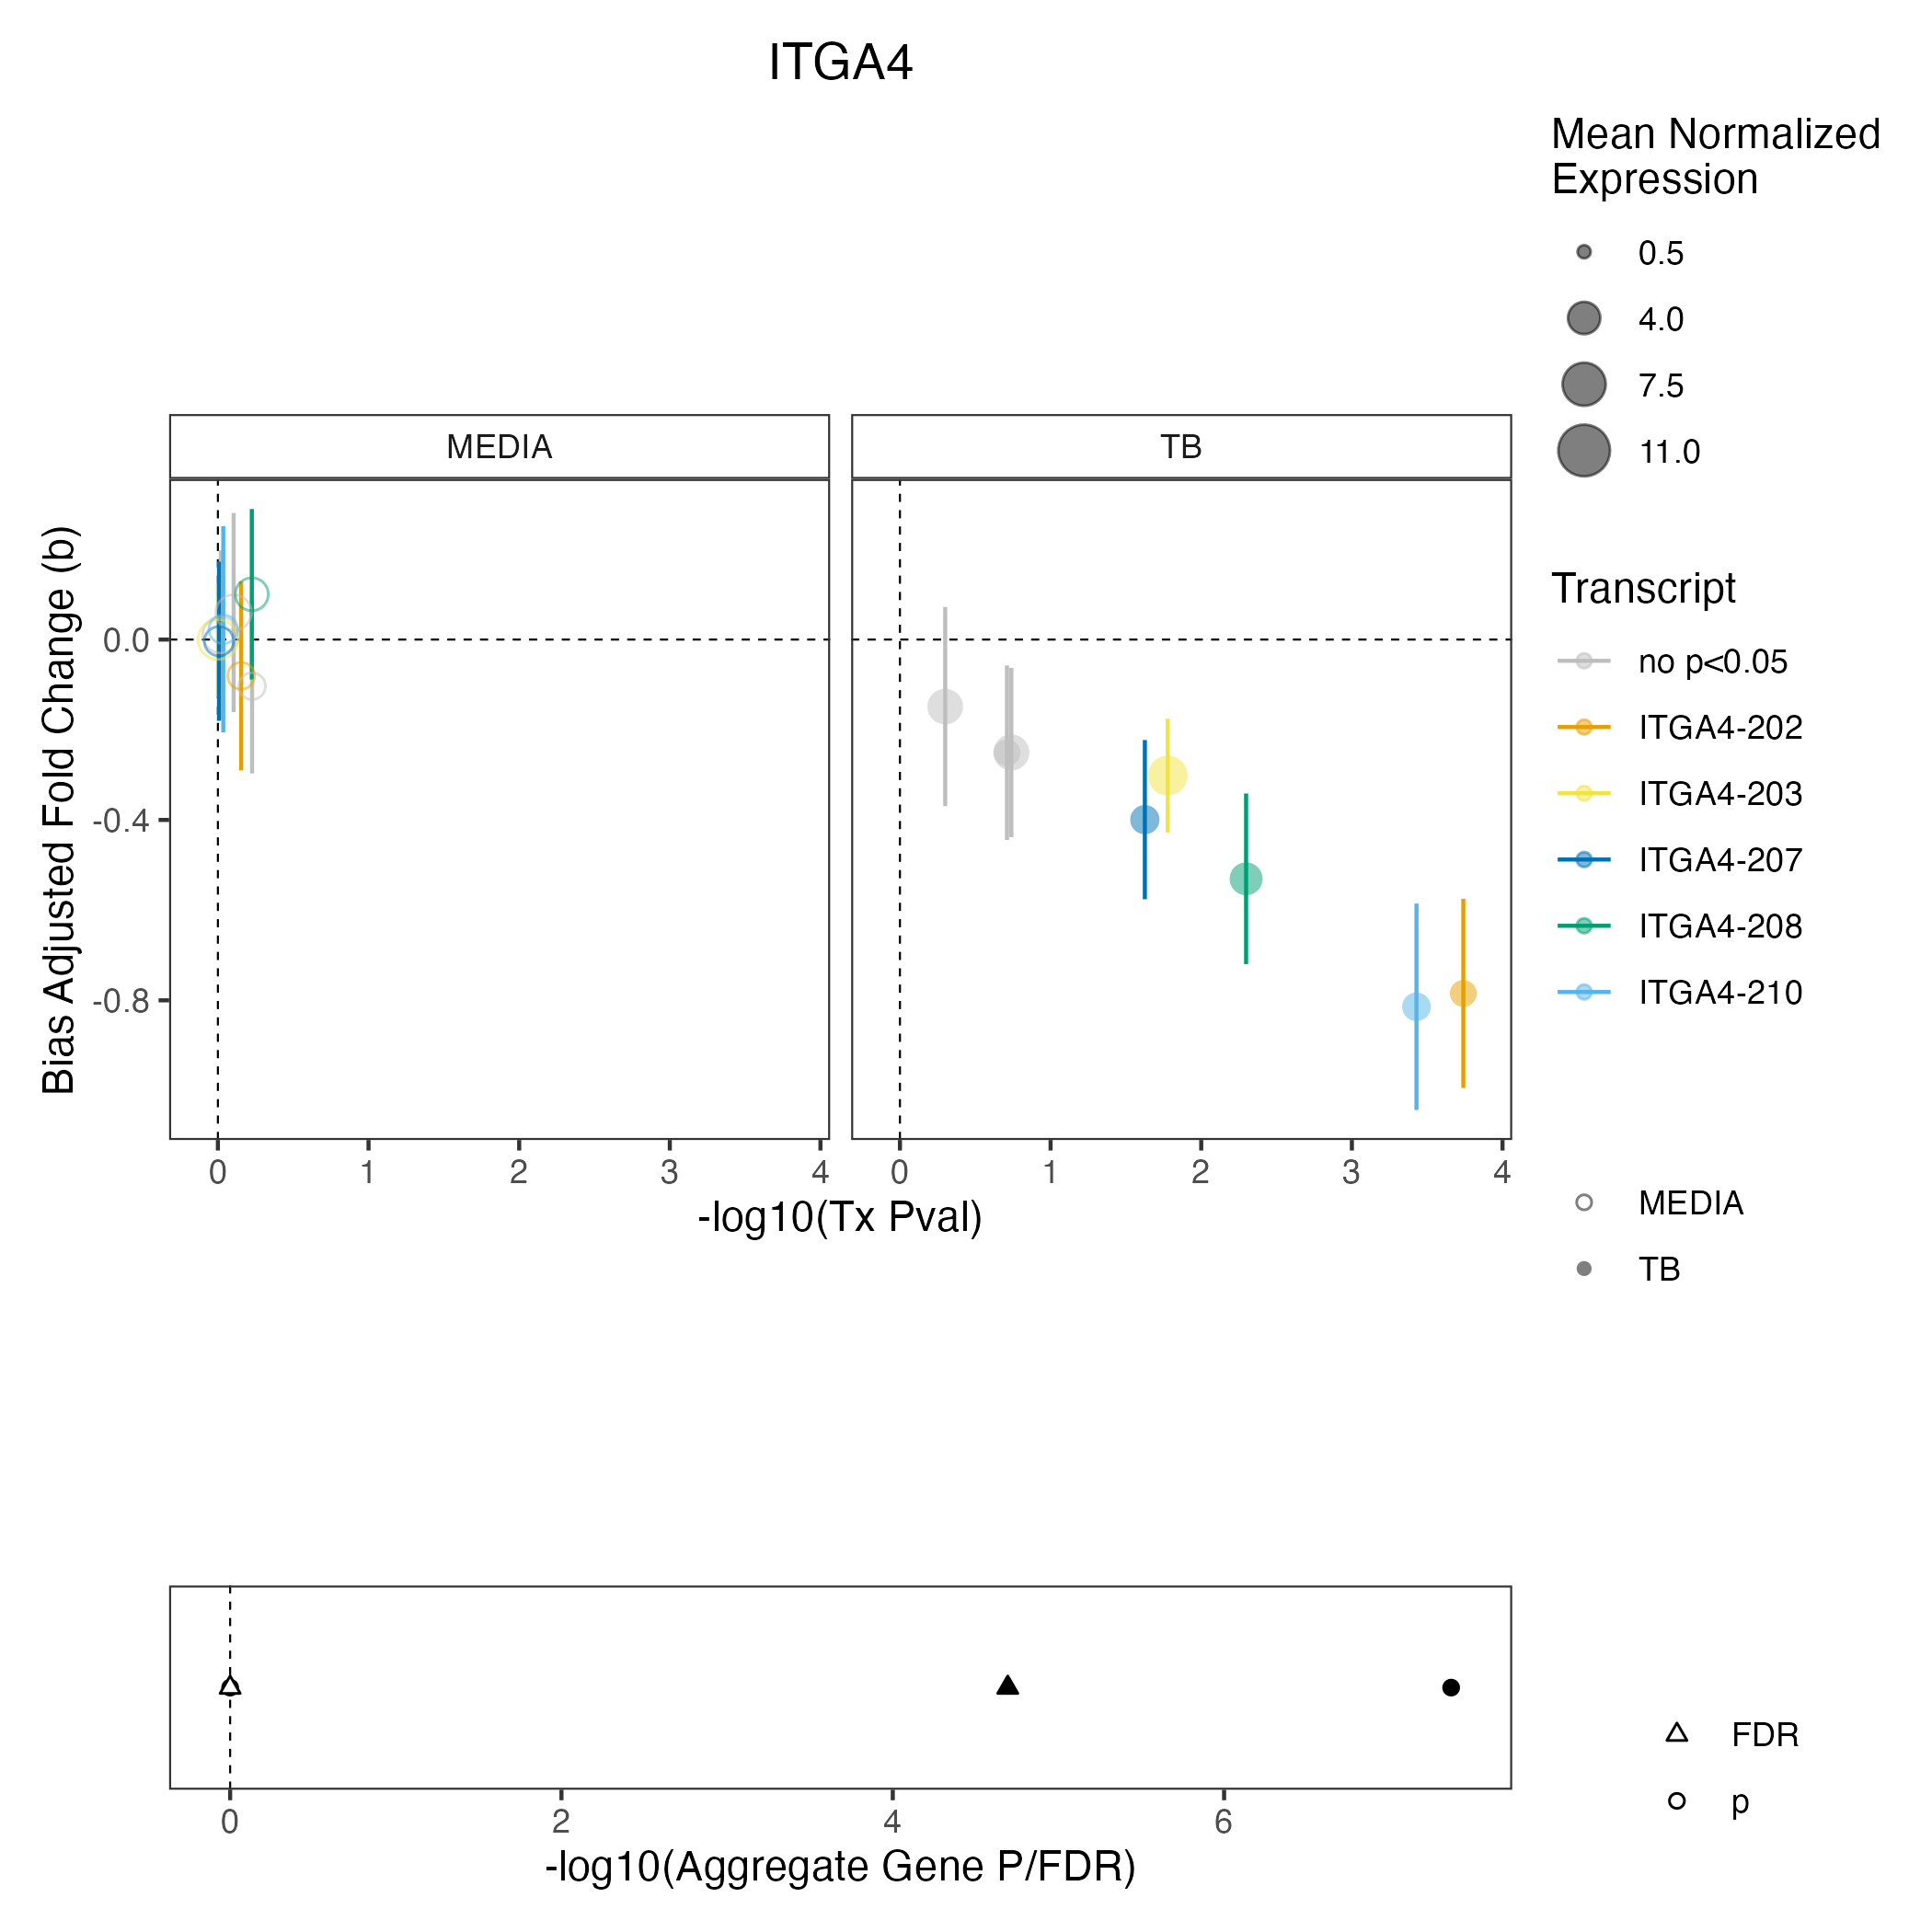 ITGA4
Mean Normalized
Expression
0.5
4.0
7.5
11.0
Transcript
no p<0.05
ITGA4-202
ITGA4-203
ITGA4-207
ITGA4-208
ITGA4-210
MEDIA
TB
MEDIA TB
Bias Adjusted Fold Change (b)
0.0
-0.4
-0.8
0 1 2 3 4 0 1 2 3 4
-log10(Tx Pval)
0 2 4 6
-log10(Aggregate Gene P/FDR)
FDR
p